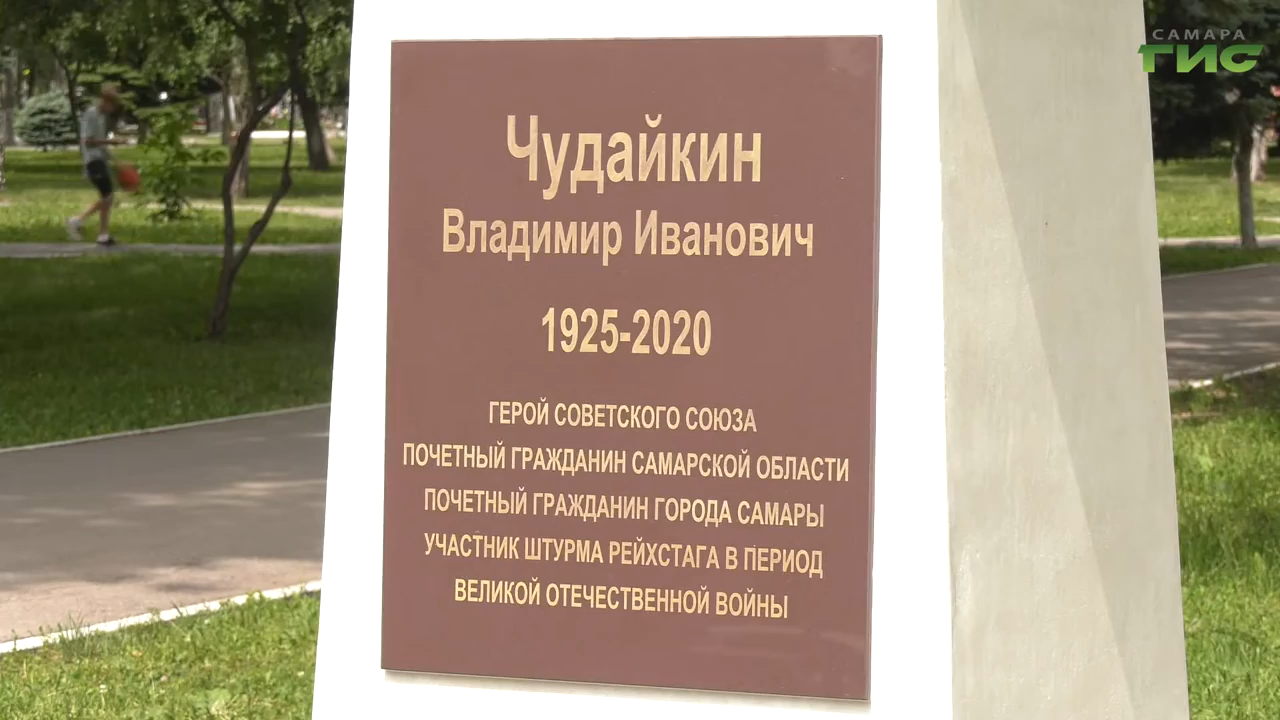 САМАРА
ГИС
Чудайкин
Владимир Иванович
1925-2020
ГЕРОЙ СОВЕТСКОГО СОЮЗА
ПОЧЕТНЫЙ ГРАЖДАНИН САМАРСКОЙ ОБЛАСТИ
ПОЧЕТНЫЙ ГРАЖДАНИН ГОРОДА САМАРЫ
УЧАСТНИК ШТУРМА РЕЙХСТАГА В ПЕРИОД
ВЕЛИКОЙ ОТЕЧЕСТВЕННОЙ ВОЙНЫ